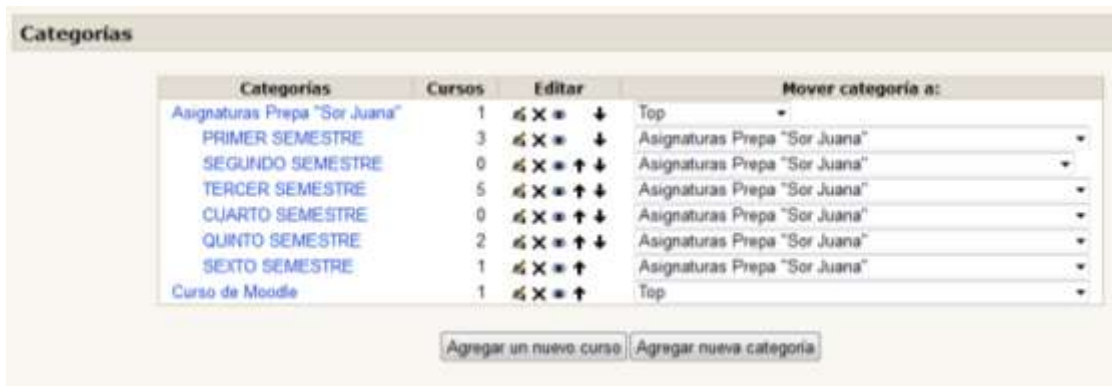 Categorías
Categorías Cursos Editar Mover categoría a:
Asignaturas Prepa "Sor Juana" 1 Top
PRIMER SEMESTRE 3 Asignaturas Prepa "Sor Juana"
SEGUNDO SEMESTRE 0 Asignaturas Prepa "Sor Juana"
TERCER SEMESTRE 5 Asignaturas Prepa "Sor Juana"
CUARTO SEMESTRE 0 Asignaturas Prepa "Sor Juana"
QUINTO SEMESTRE 2 Asignaturas Prepa "Sor Juana"
SEXTO SEMESTRE 1 Asignaturas Prepa "Sor Juana"
Curso de Moodle 1 Top
Agregar un nuevo curso Agregar nueva categoría